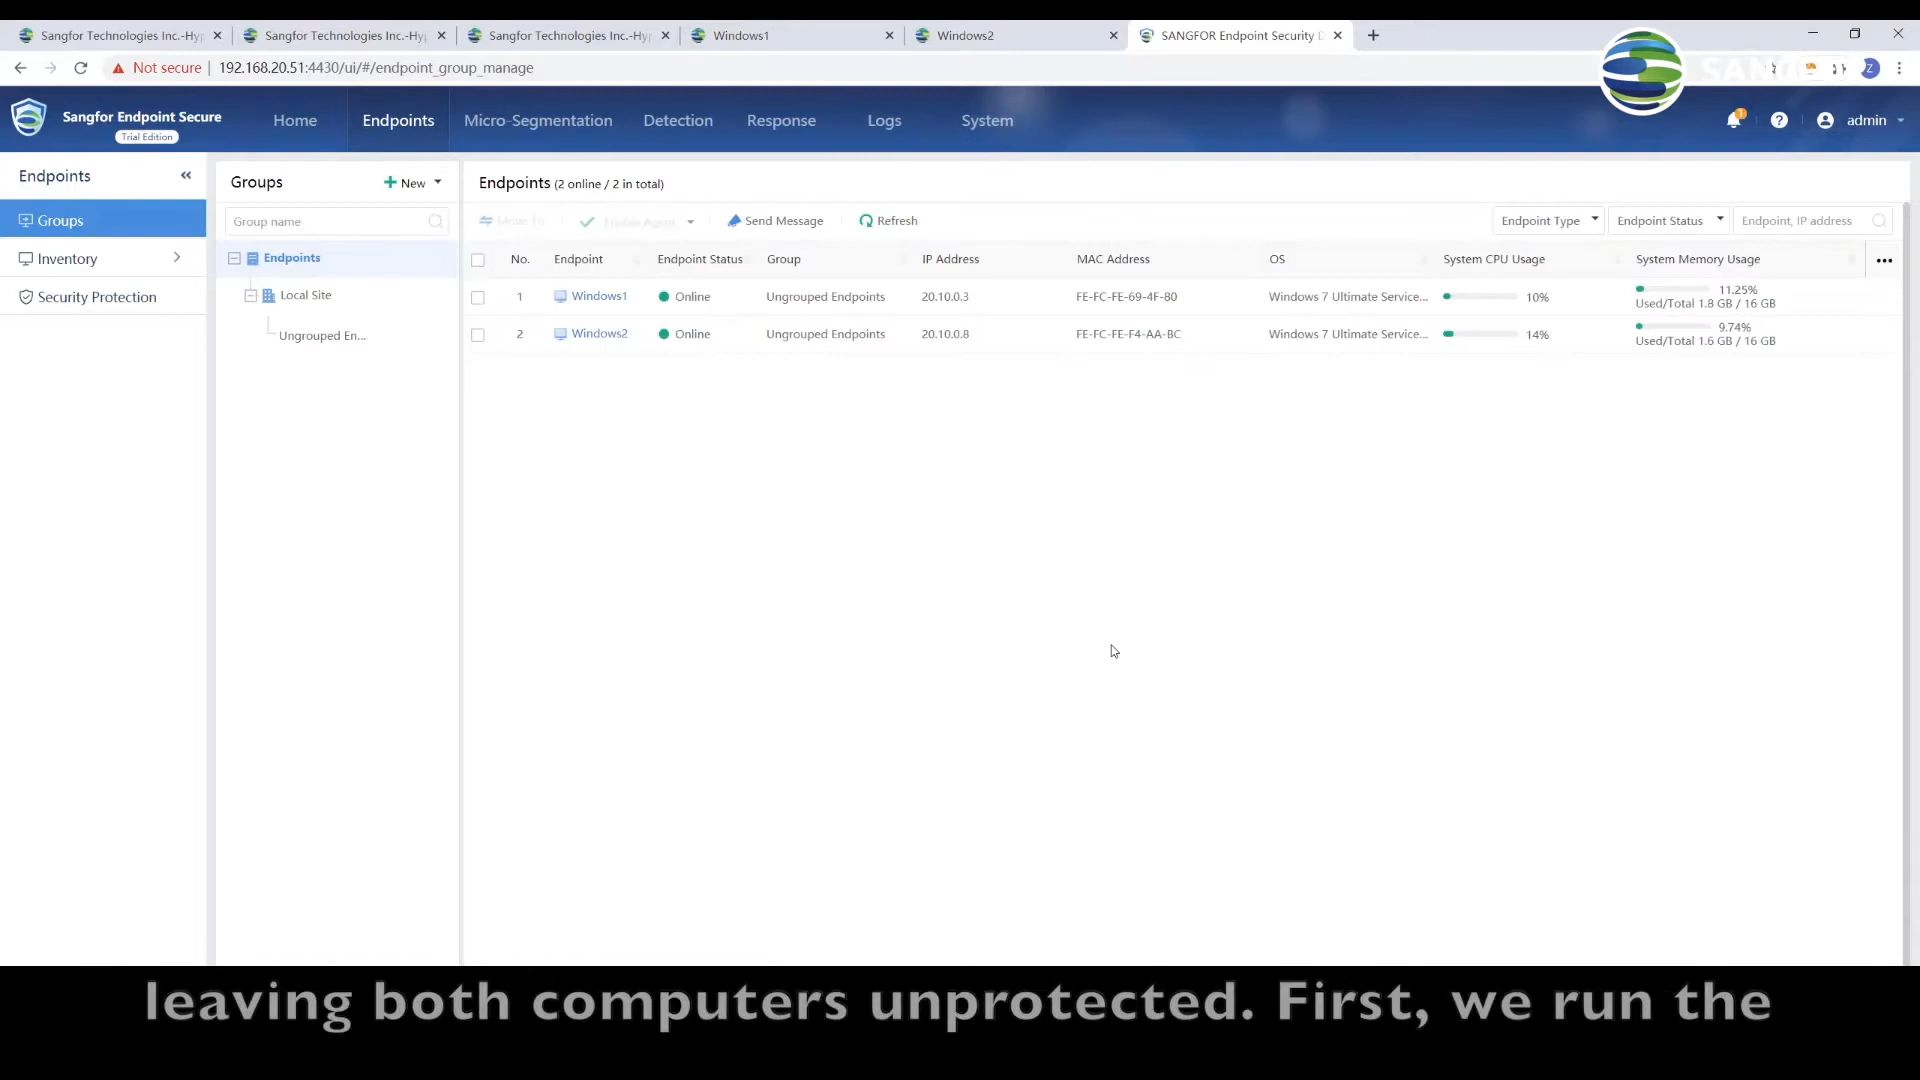 Sangfor Technologies Inc.-Hyp
Sangfor Technologies Inc.-Hyp
Sangfor Technologies Inc.-Hyp
Windows1
Windows2
SANGFOR Endpoint Security D
Not secure | 192.168.20.51:4430/ui/#/endpoint_group_manage
Z
Sangfor Endpoint Secure
Trial Edition
Home
Endpoints
Micro-Segmentation
Detection
Response
Logs
System
admin
Endpoints
Groups
Inventory
Security Protection
Groups
New
Group name
Endpoints
Local Site
Ungrouped En...
Endpoints (2 online / 2 in total)
Send Message
Refresh
Endpoint Type
Endpoint Status
Endpoint, IP address
No. Endpoint Endpoint Status Group IP Address MAC Address OS System CPU Usage System Memory Usage
1 Windows1 Online Ungrouped Endpoints 20.10.0.3 FE-FC-FE-69-4F-80 Windows 7 Ultimate Service... 10% 11.25%
Used/Total 1.8 GB / 16 GB
2 Windows2 Online Ungrouped Endpoints 20.10.0.8 FE-FC-FE-F4-AA-BC Windows 7 Ultimate Service... 14% 9.74%
Used/Total 1.6 GB / 16 GB
leaving both computers unprotected. First, we run the